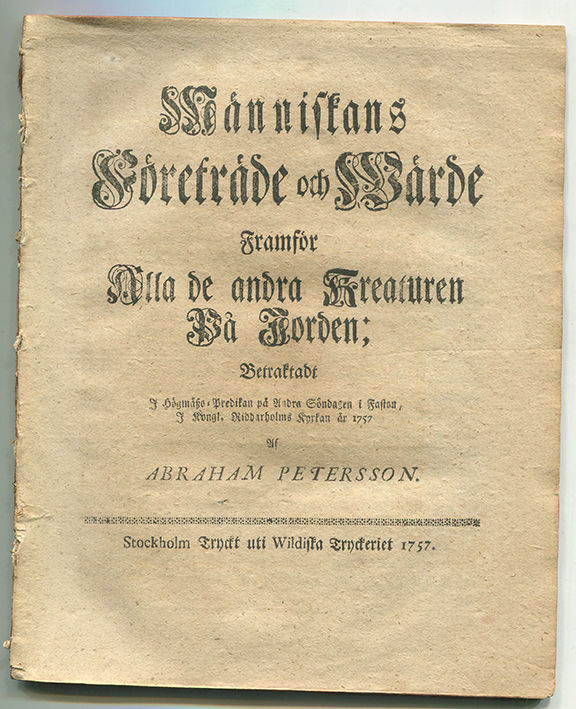 Människans
Företräde och Wärde
Framför
Alla de andra Kreaturen
På Jorden;
Betraktadt
J Högmäßo-Predikan på Andra Söndagen i Faston,
J Kongl. Riddarholms Kyrkan år 1757
Af
ABRAHAM PETERSSON.
Stockholm Tryckt uti Wildiska Tryckeriet 1757.